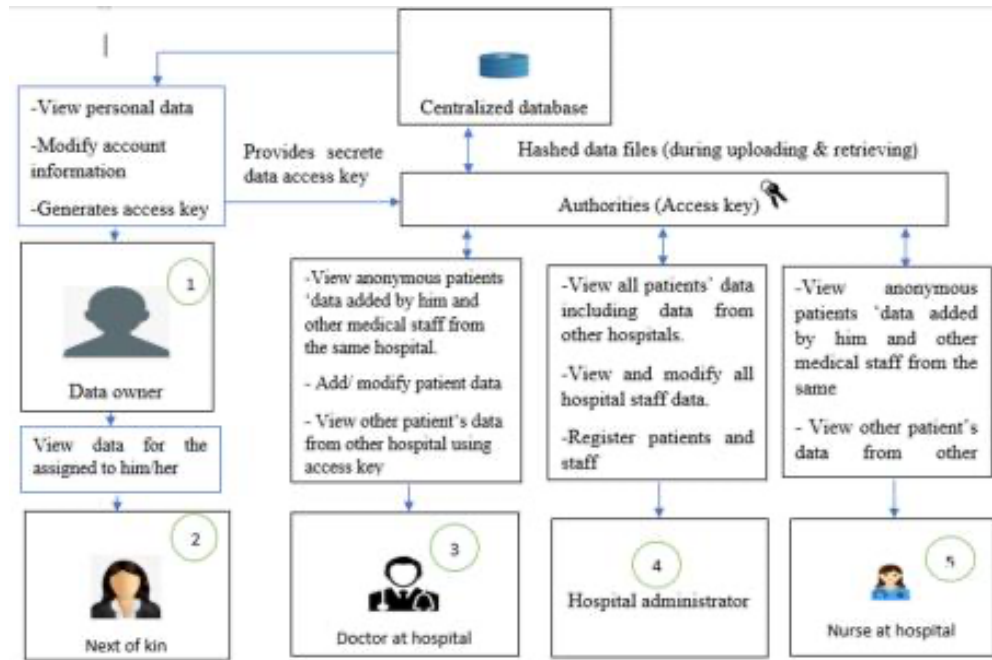 Centralized database
-View personal data
-Modify account
information
-Generates access key
Provides secrete
data access key
Hashed data files (during uploading & retrieving)
Authorities (Access key)
1
Data owner
View data for the
assigned to him/her
2
Next of kin
-View anonymous patients
‘data added by him and
other medical staff from
the same hospital.
- Add/ modify patient data
- View other patient’s data
from other hospital using
access key
3
Doctor at hospital
-View all patients’ data
including data from
other hospitals.
-View and modify all
hospital staff data.
-Register patients and
staff
4
Hospital administrator
-View anonymous
patients ‘data added
by him and other
medical staff from the
same
- View other patient’s
data from other
5
Nurse at hospital